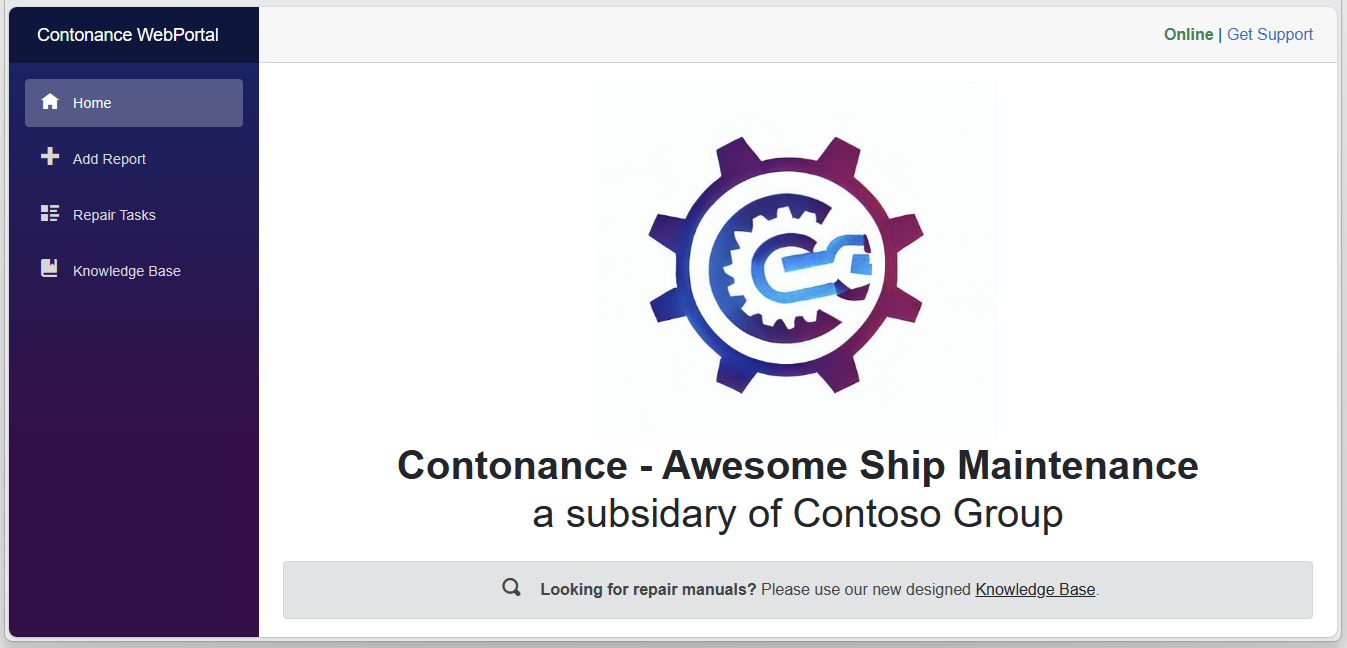 Contonance WebPortal
Online | Get Support
Home
Add Report
Repair Tasks
Knowledge Base
Contonance - Awesome Ship Maintenance
a subsidary of Contoso Group
Looking for repair manuals? Please use our new designed Knowledge Base.